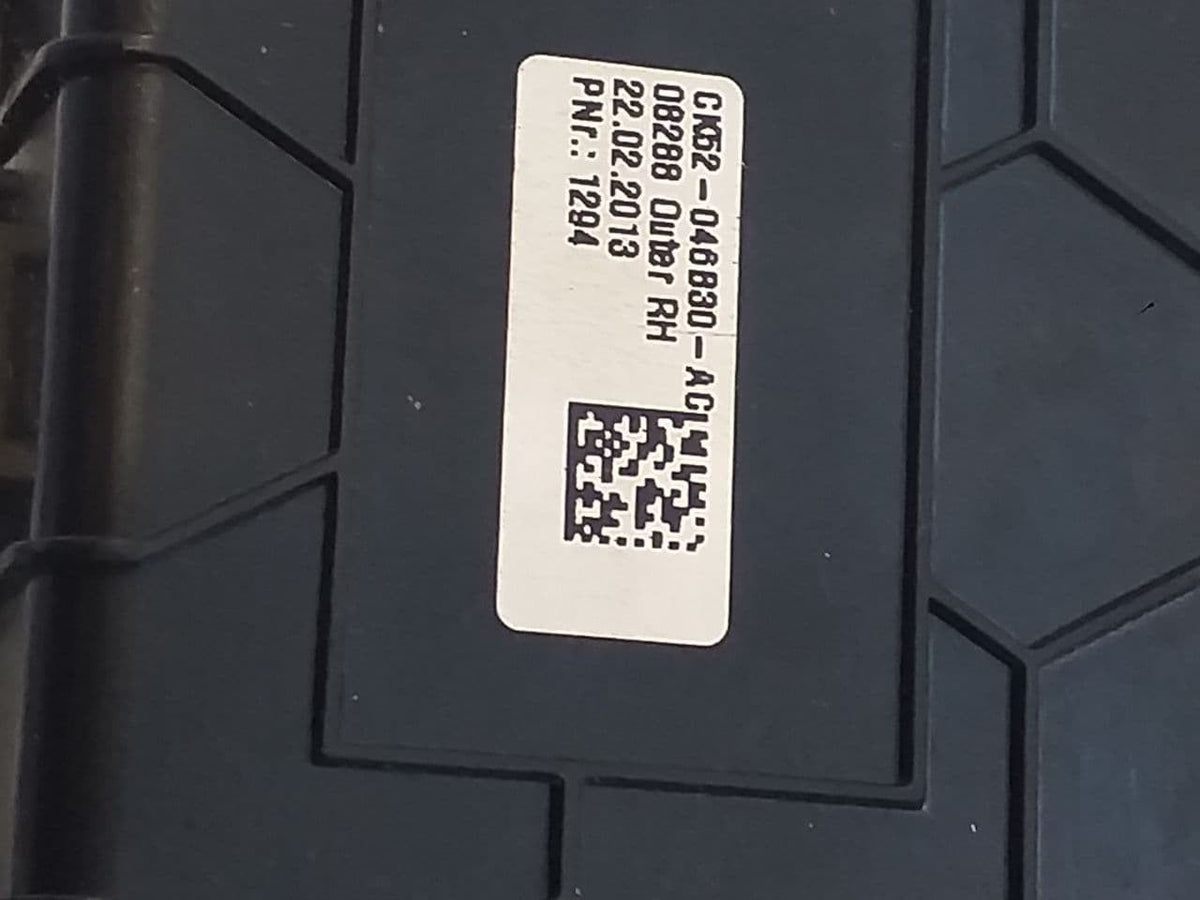 CK52-046B30-AC
08288 Outer RH
22.02.2013
PNr.: 1294